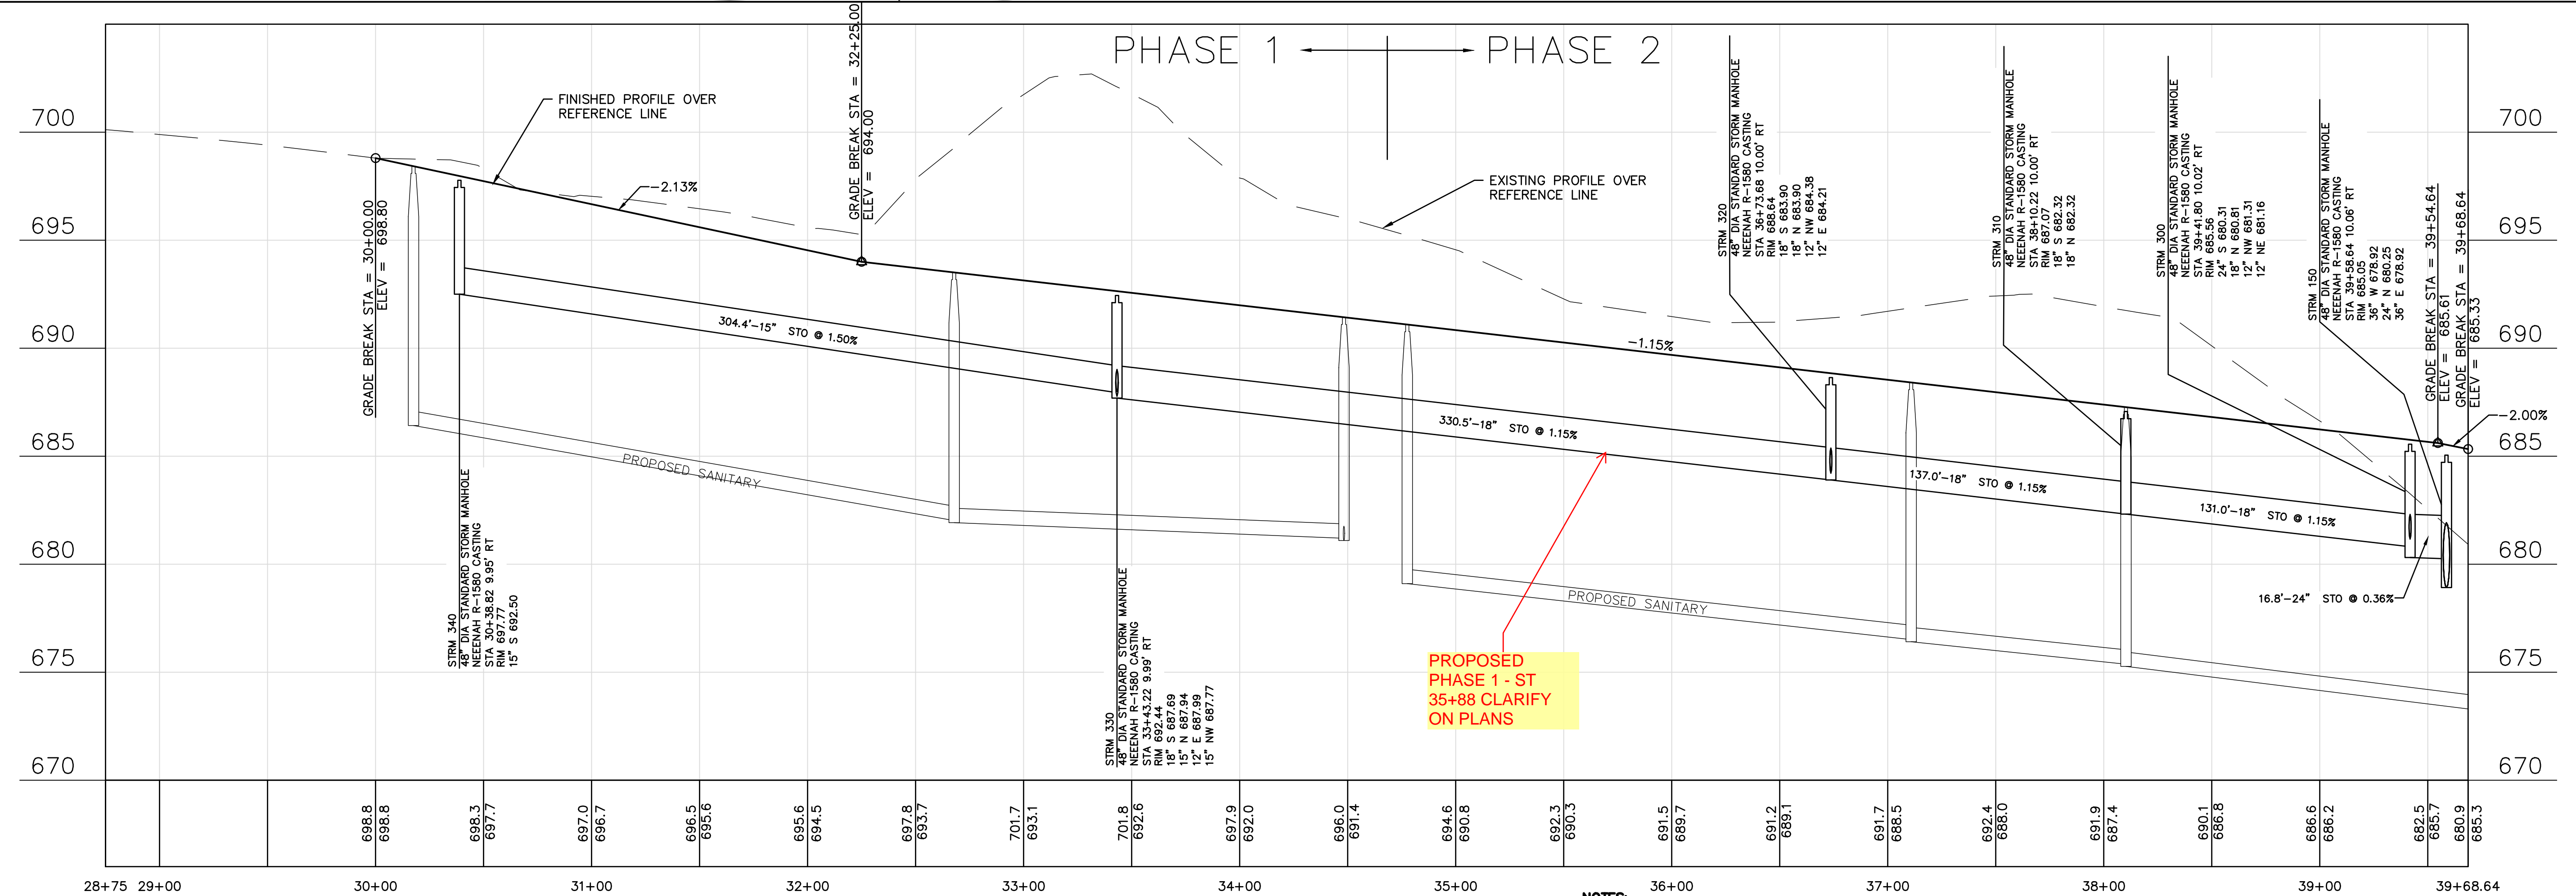 PHASE 1
PHASE 2
700
695
690
685
680
675
670
700
695
690
685
680
675
670
FINISHED PROFILE OVER
REFERENCE LINE
GRADE BREAK STA = 30+00.00
ELEV = 698.80
-2.13%
GRADE BREAK STA = 32+25.00
ELEV = 694.00
EXISTING PROFILE OVER
REFERENCE LINE
-1.15%
304.4'-15" STO @ 1.50%
330.5'-18" STO @ 1.15%
137.0'-18" STO @ 1.15%
131.0'-18" STO @ 1.15%
16.8'-24" STO @ 0.36%
PROPOSED SANITARY
PROPOSED SANITARY
STRM 340
48" DIA STANDARD STORM MANHOLE
NEEENAH R-1580 CASTING
STA 30+38.82 9.95' RT
RIM 697.77
15" S 692.50
STRM 330
48" DIA STANDARD STORM MANHOLE
NEEENAH R-1580 CASTING
STA 33+43.22 9.99' RT
RIM 692.44
18" S 687.69
15" N 687.94
12" E 687.99
15" NW 687.77
STRM 320
48" DIA STANDARD STORM MANHOLE
NEEENAH R-1580 CASTING
STA 36+73.68 10.00' RT
RIM 688.64
18" S 683.90
18" N 683.90
12" NW 684.38
12" E 684.21
STRM 310
48" DIA STANDARD STORM MANHOLE
NEEENAH R-1580 CASTING
STA 38+10.22 10.00' RT
RIM 687.07
18" S 682.32
18" N 682.32
STRM 300
48" DIA STANDARD STORM MANHOLE
NEEENAH R-1580 CASTING
STA 39+41.80 10.02' RT
RIM 685.56
24" S 680.31
18" N 680.81
12" NW 681.31
12" NE 681.16
STRM 150
48" DIA STANDARD STORM MANHOLE
NEEENAH R-1580 CASTING
STA 39+58.64 10.06' RT
RIM 685.05
36" W 678.92
24" N 680.25
36" E 678.92
GRADE BREAK STA = 39+54.64
ELEV = 685.61
GRADE BREAK STA = 39+68.64
ELEV = 685.33
-2.00%
PROPOSED
PHASE 1 - ST
35+88 CLARIFY
ON PLANS
698.8
698.8
698.3
697.7
697.0
696.7
696.5
695.6
695.6
694.5
697.8
693.7
701.7
693.1
701.8
692.6
697.9
692.0
696.0
691.4
694.6
690.8
692.3
690.3
691.5
689.7
691.2
689.1
691.7
688.5
692.4
688.0
691.9
687.4
690.1
686.8
686.6
686.2
682.5
685.7
680.9
685.3
28+75 29+00 30+00 31+00 32+00 33+00 34+00 35+00 36+00 37+00 38+00 39+00 39+68.64
NOTES: